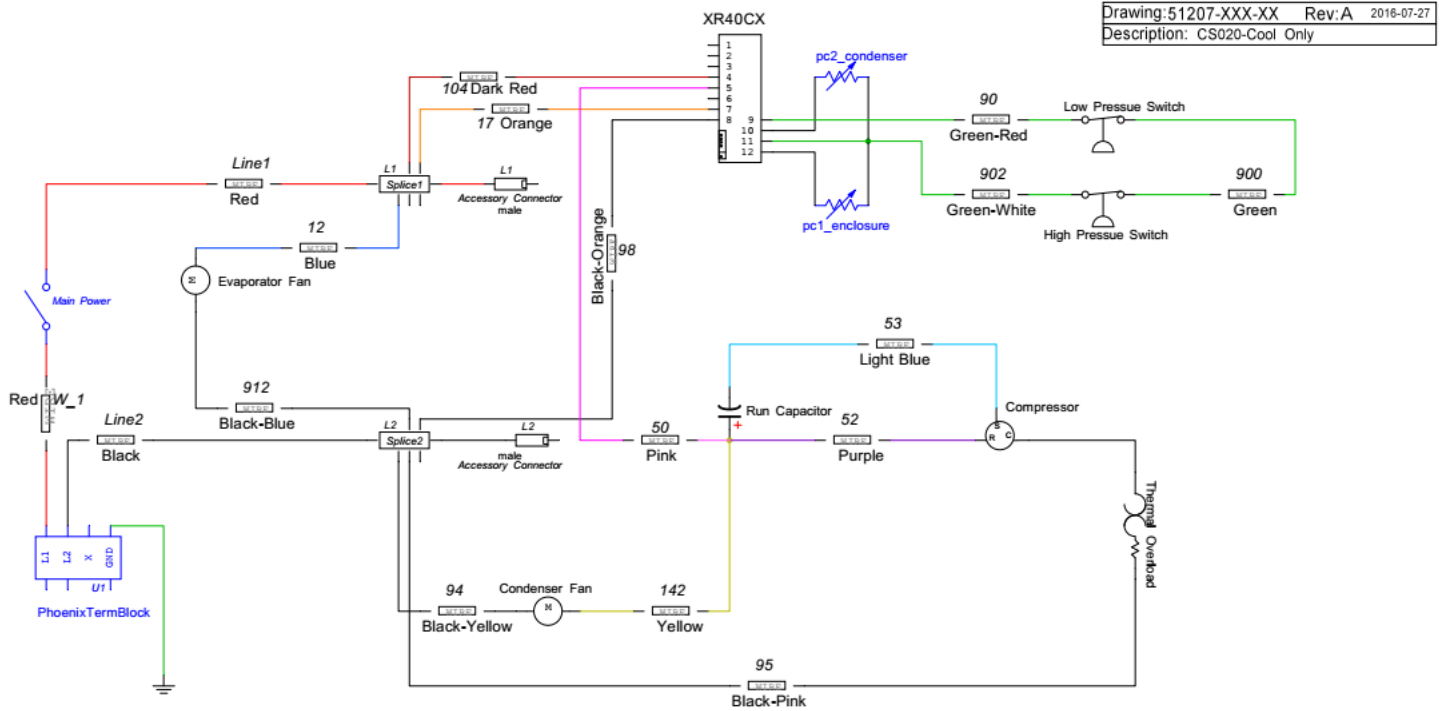 Drawing:51207-XXX-XX Rev:A 2016-07-27
Description: CS020-Cool Only
XR40CX
1
2
3
4
5
6
7
8
9
10
11
12
pc2_condenser
pc1_enclosure
104 Dark Red
17 Orange
90
Green-Red
Low Pressue Switch
902
Green-White
High Pressue Switch
900
Green
Line1
Red
L1
Splice1
L1
Accessory Connector
male
12
Blue
M
Evaporator Fan
Black-Orange
98
Main Power
Red
W_1
912
Black-Blue
Line2
Black
L2
Splice2
L2
male
Accessory Connector
50
Pink
Run Capacitor
+
53
Light Blue
52
Purple
Compressor
S
R
C
Thermal Overload
L1
L2
X
GND
U1
PhoenixTermBlock
94
Black-Yellow
Condenser Fan
M
142
Yellow
95
Black-Pink